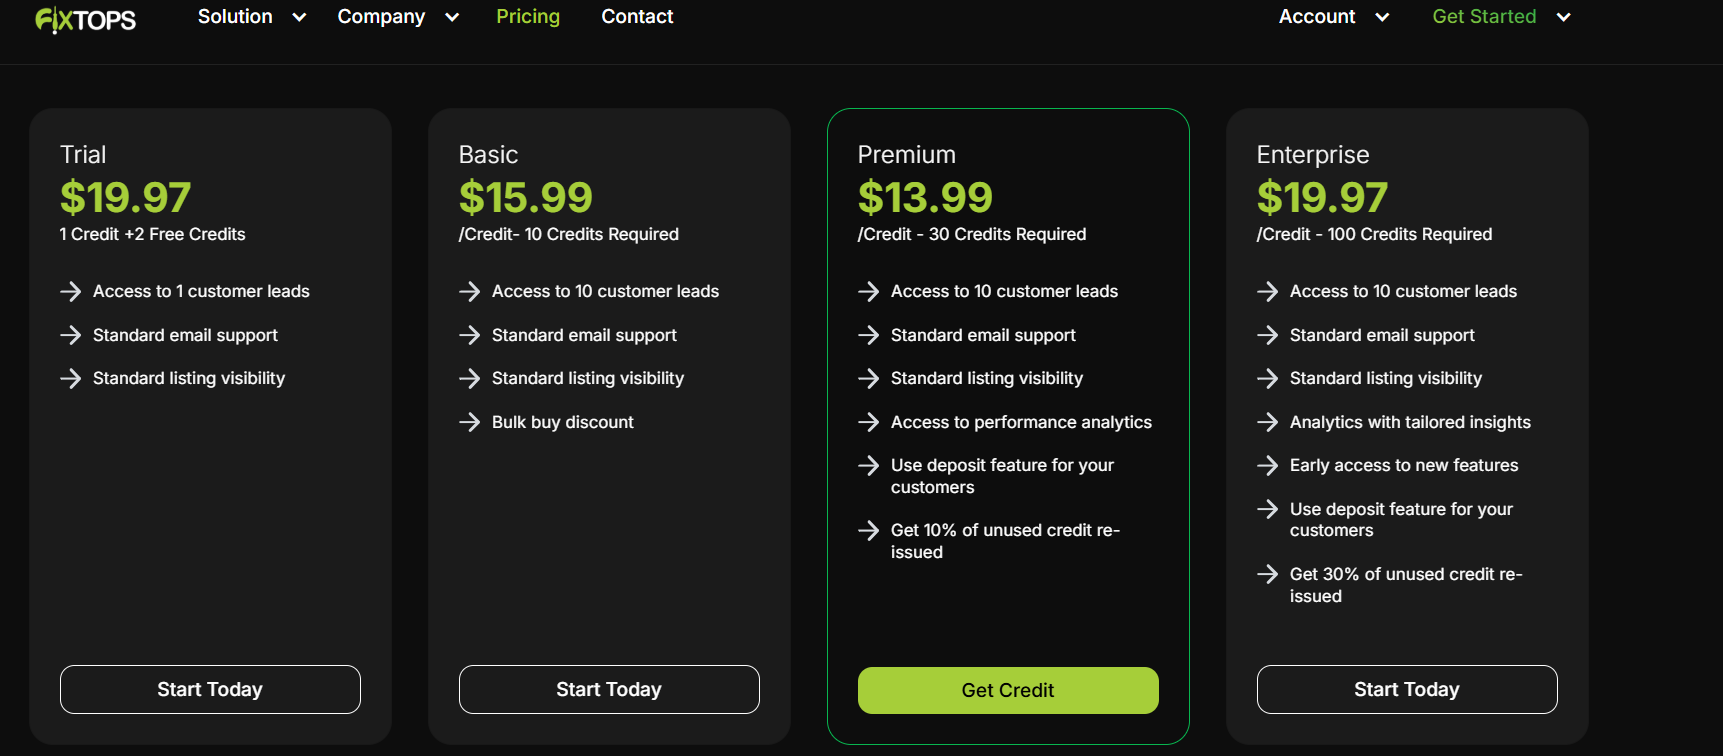 FiXTOPS
Solution
Company
Pricing
Contact
Account
Get Started
Trial
$19.97
1 Credit +2 Free Credits
Access to 1 customer leads
Standard email support
Standard listing visibility
Start Today
Basic
$15.99
/Credit- 10 Credits Required
Access to 10 customer leads
Standard email support
Standard listing visibility
Bulk buy discount
Start Today
Premium
$13.99
/Credit - 30 Credits Required
Access to 10 customer leads
Standard email support
Standard listing visibility
Access to performance analytics
Use deposit feature for your
customers
Get 10% of unused credit re-
issued
Get Credit
Enterprise
$19.97
/Credit - 100 Credits Required
Access to 10 customer leads
Standard email support
Standard listing visibility
Analytics with tailored insights
Early access to new features
Use deposit feature for your
customers
Get 30% of unused credit re-
issued
Start Today